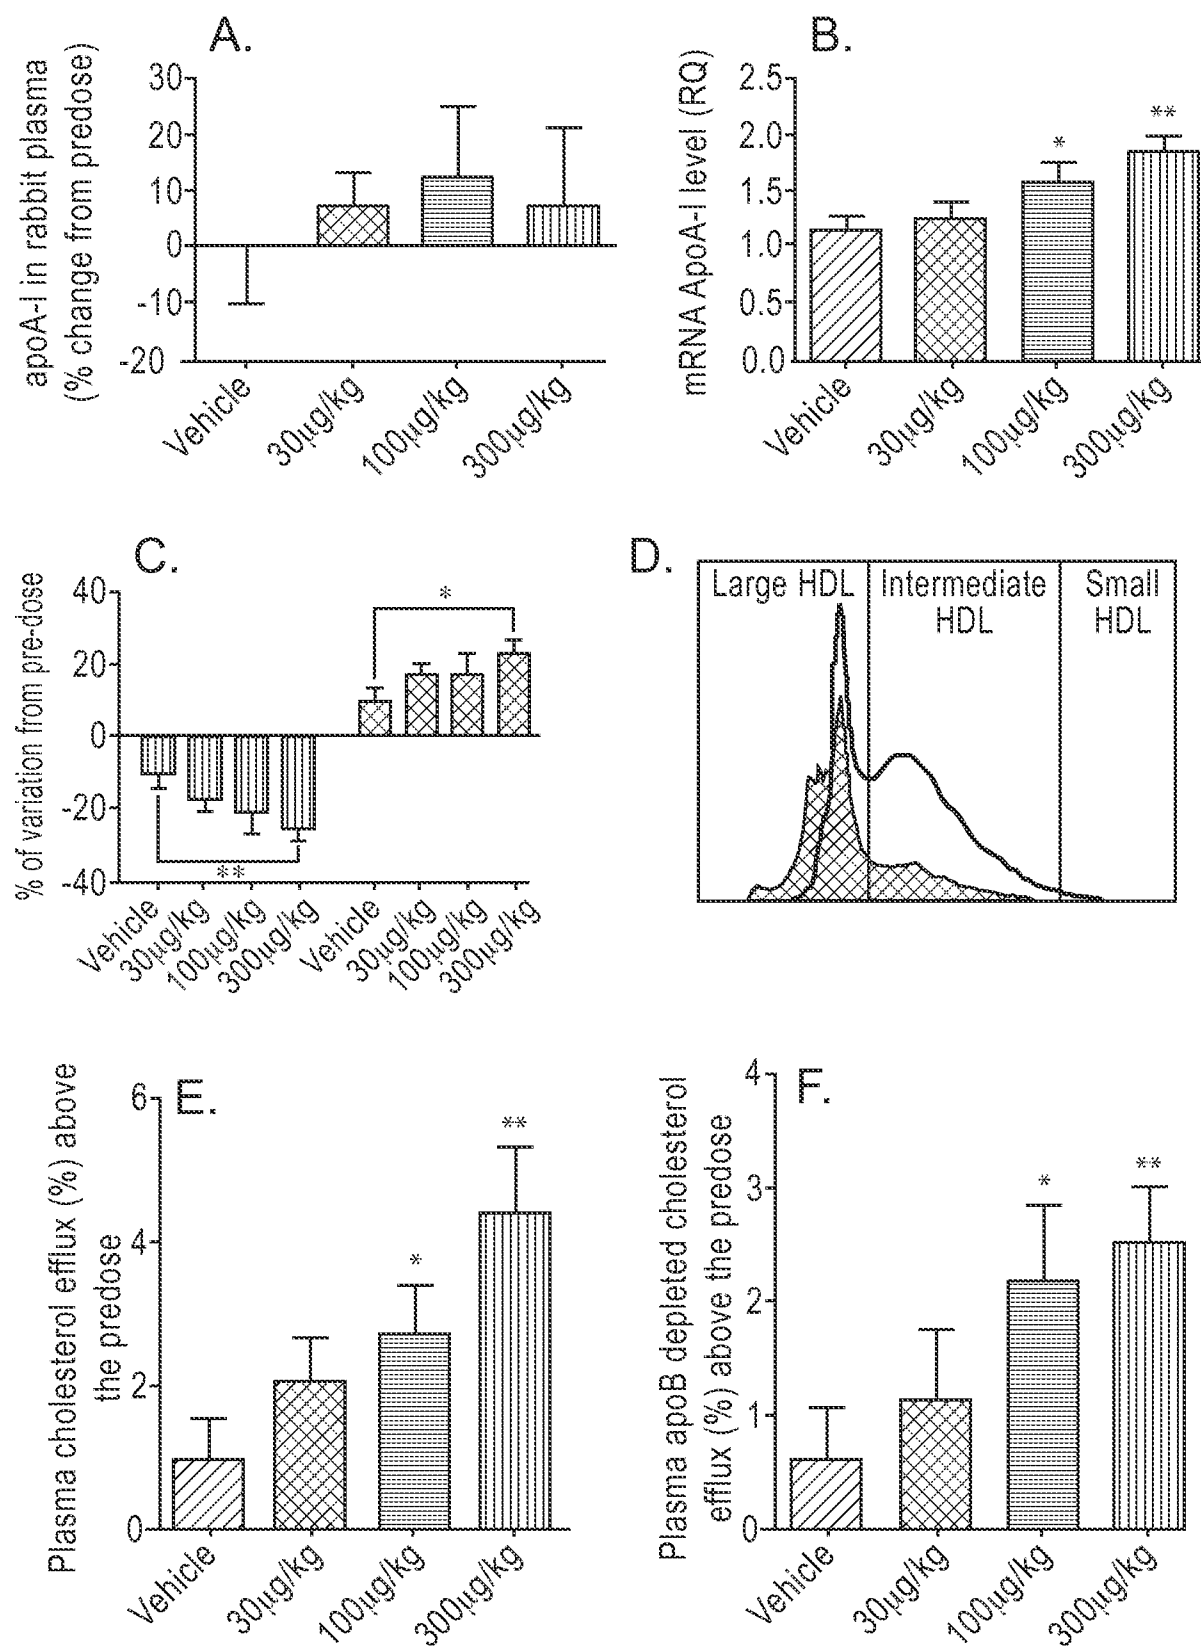 A.
apoA-I in rabbit plasma
(% change from predose)
30
20
10
0
-10
-20
Vehicle
30µg/kg
100µg/kg
300µg/kg
B.
mRNA ApoA-I level (RQ)
2.5
2.0
1.5
1.0
0.5
0.0
*
**
Vehicle
30µg/kg
100µg/kg
300µg/kg
C.
% of variation from pre-dose
40
20
0
-20
-40
*
**
Vehicle
30µg/kg
100µg/kg
300µg/kg
Vehicle
30µg/kg
100µg/kg
300µg/kg
D.
Large HDL
Intermediate
HDL
Small
HDL
E.
Plasma cholesterol efflux (%) above
the predose
6
4
2
0
*
**
Vehicle
30µg/kg
100µg/kg
300µg/kg
F.
Plasma apoB depleted cholesterol
efflux (%) above the predose
4
3
2
1
0
*
**
Vehicle
30µg/kg
100µg/kg
300µg/kg